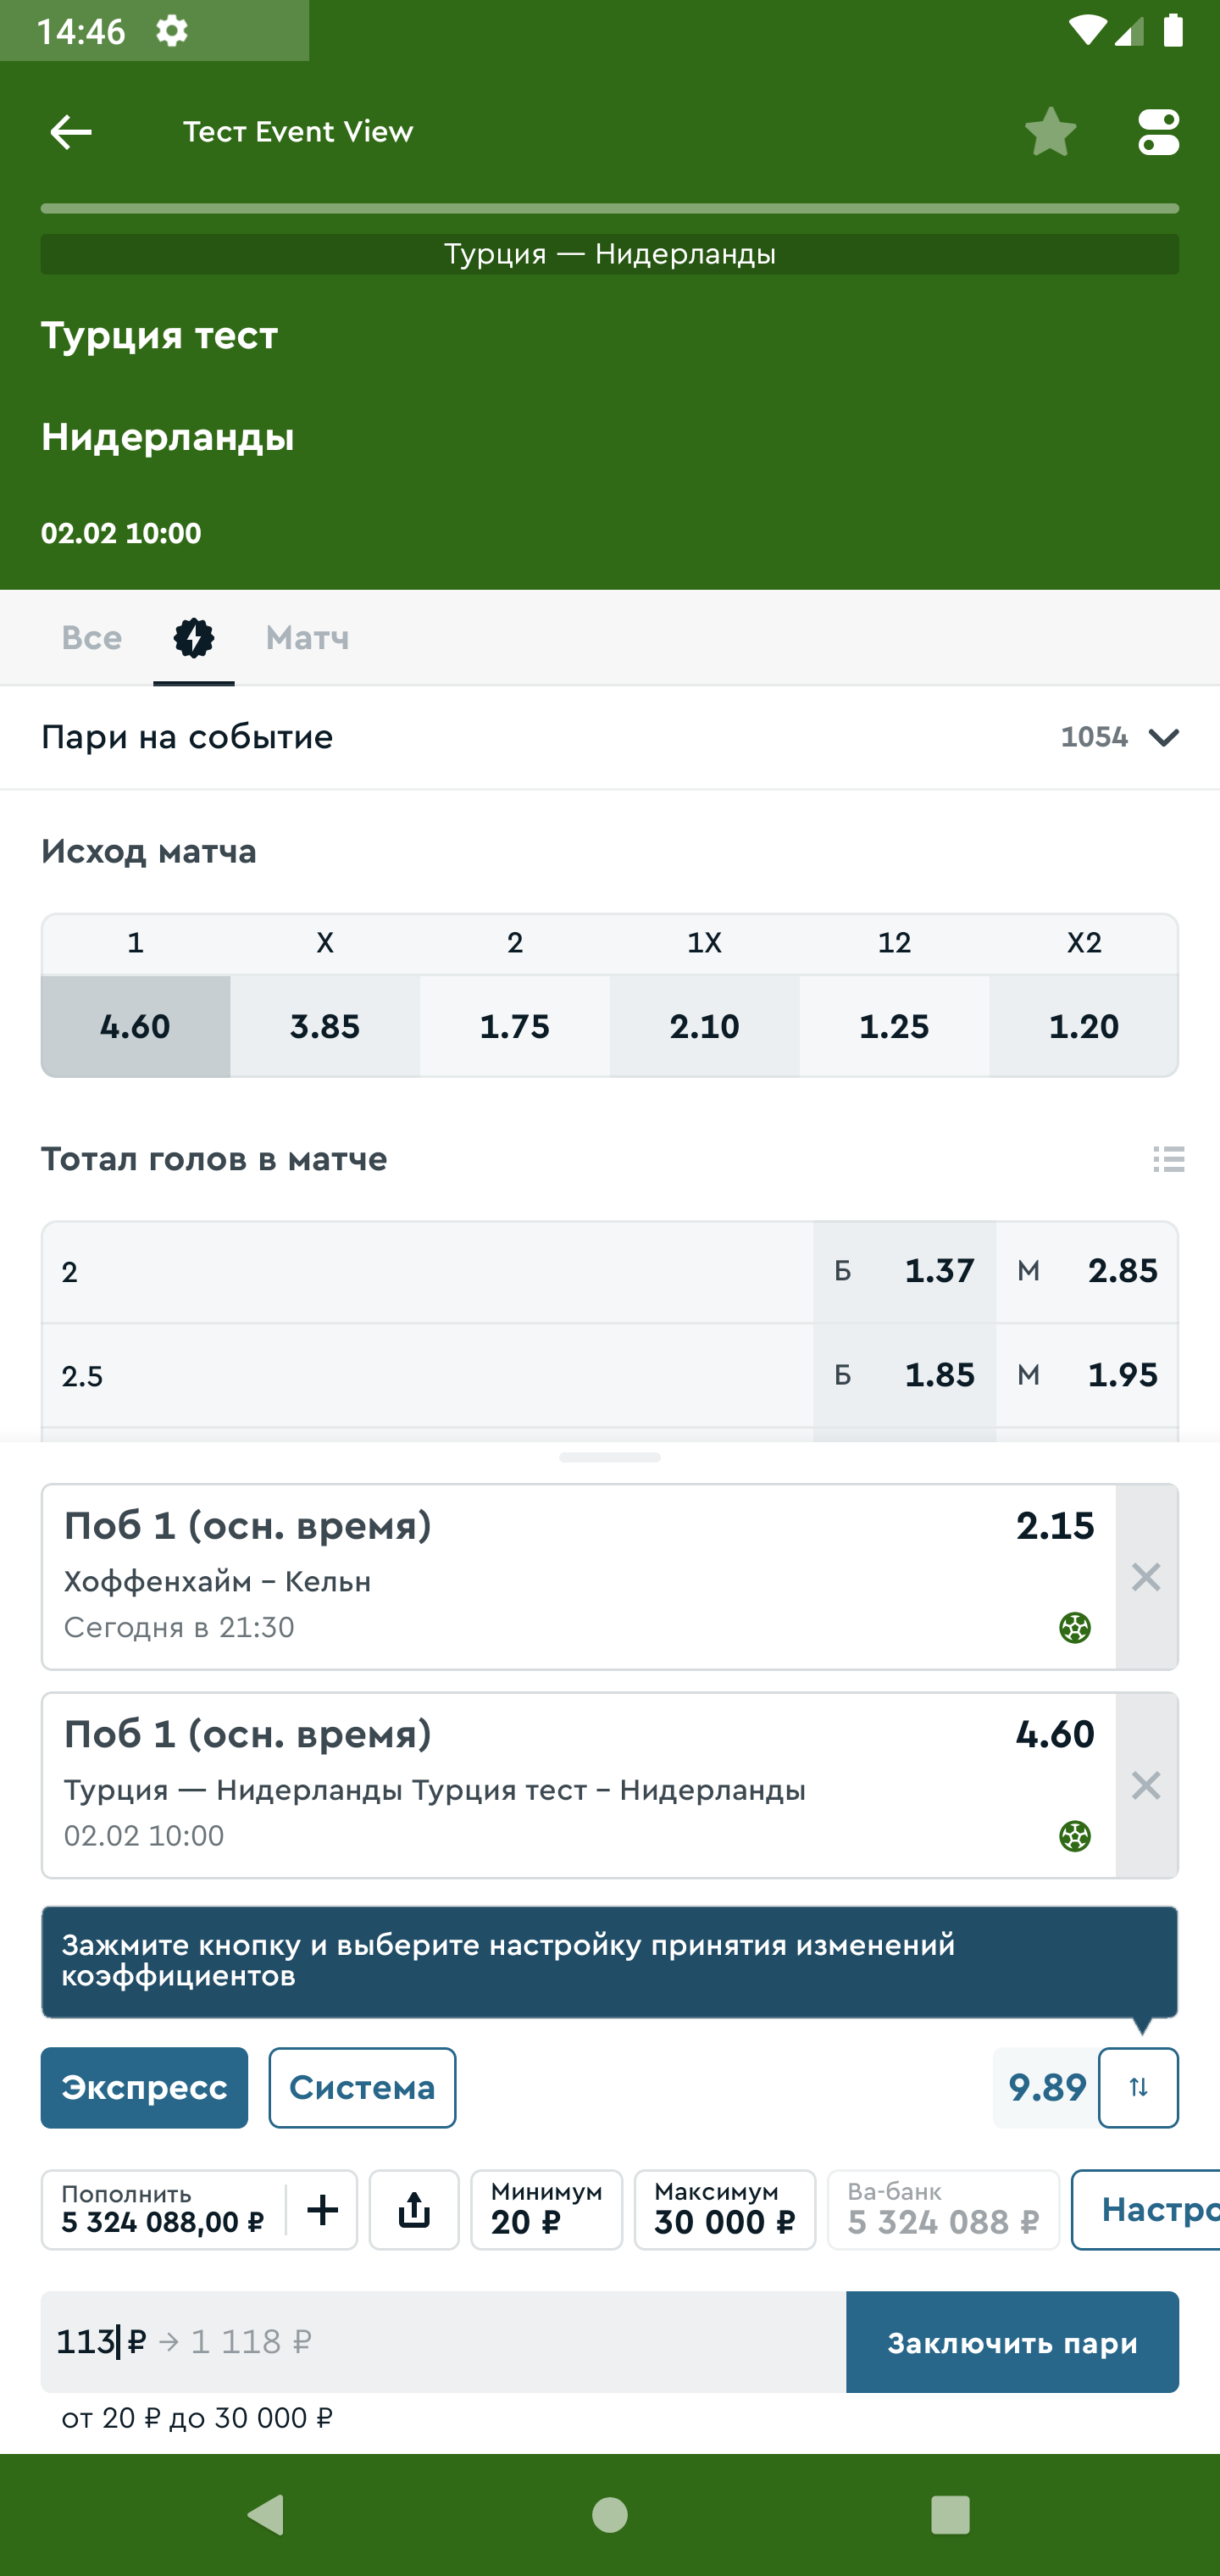 14:46
Тест Event View
Турция — Нидерланды
Турция тест
Нидерланды
02.02 10:00
Все Матч
Пари на событие 1054
Исход матча
1 X 2 1X 12 X2
4.60 3.85 1.75 2.10 1.25 1.20
Тотал голов в матче
2 Б 1.37 М 2.85
2.5 Б 1.85 М 1.95
Поб 1 (осн. время) 2.15
Хоффенхайм – Кельн
Сегодня в 21:30
Поб 1 (осн. время) 4.60
Турция — Нидерланды Турция тест – Нидерланды
02.02 10:00
Зажмите кнопку и выберите настройку принятия изменений
коэффициентов
Экспресс Система 9.89
Пополнить Минимум Максимум Ва-банк
5 324 088,00 ₽ 20 ₽ 30 000 ₽ 5 324 088 ₽ Настро
113 ₽ → 1 118 ₽ Заключить пари
от 20 ₽ до 30 000 ₽